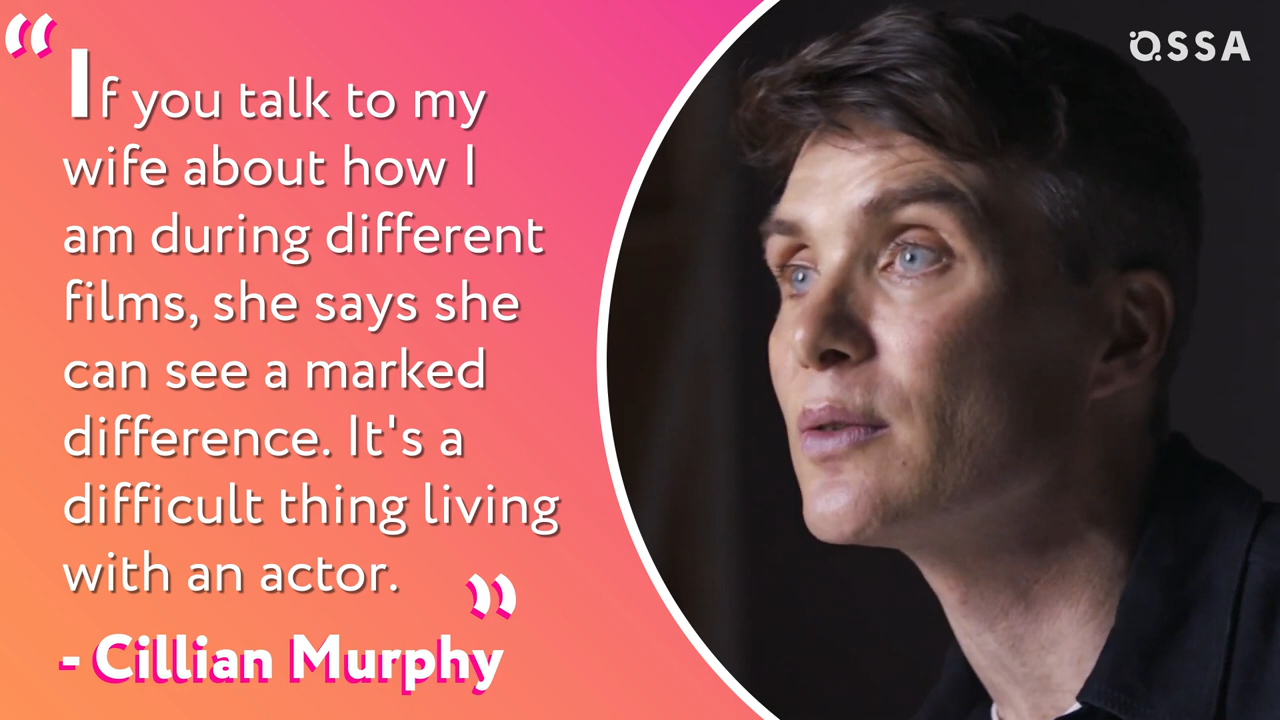 “
If you talk to my
wife about how I
am during different
films, she says she
can see a marked
difference. It's a
difficult thing living
with an actor.
”
- Cillian Murphy
OSSA